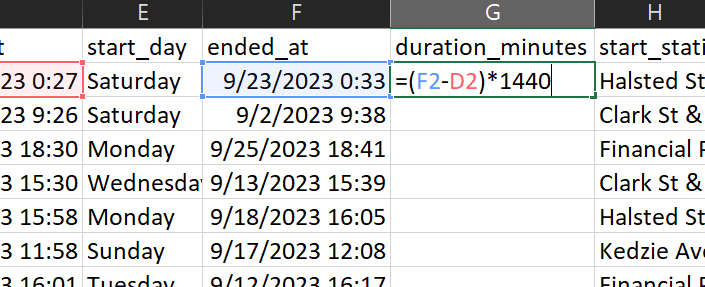 E F G H
t start_day ended_at duration_minutes start_stati
23 0:27 Saturday 9/23/2023 0:33 =(F2-D2)*1440 Halsted St
23 9:26 Saturday 9/2/2023 9:38 Clark St &
3 18:30 Monday 9/25/2023 18:41 Financial P
3 15:30 Wednesday 9/13/2023 15:39 Clark St &
3 15:58 Monday 9/18/2023 16:05 Halsted St
3 11:58 Sunday 9/17/2023 12:08 Kedzie Ave
3 16:01 Tuesday 9/12/2023 16:17 Financial P